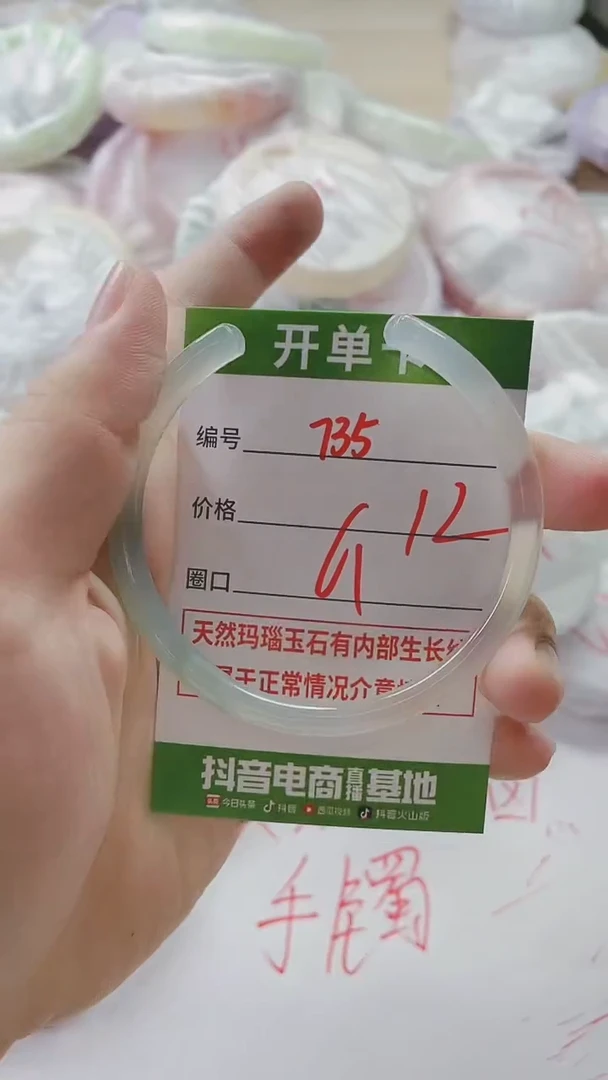 开单卡
编号 735
价格 12
圈口 61
天然玛瑙玉石有内部生长纹
属于正常情况介意
抖音电商直播基地
今日头条 抖音 西瓜视频 抖音火山版
手镯